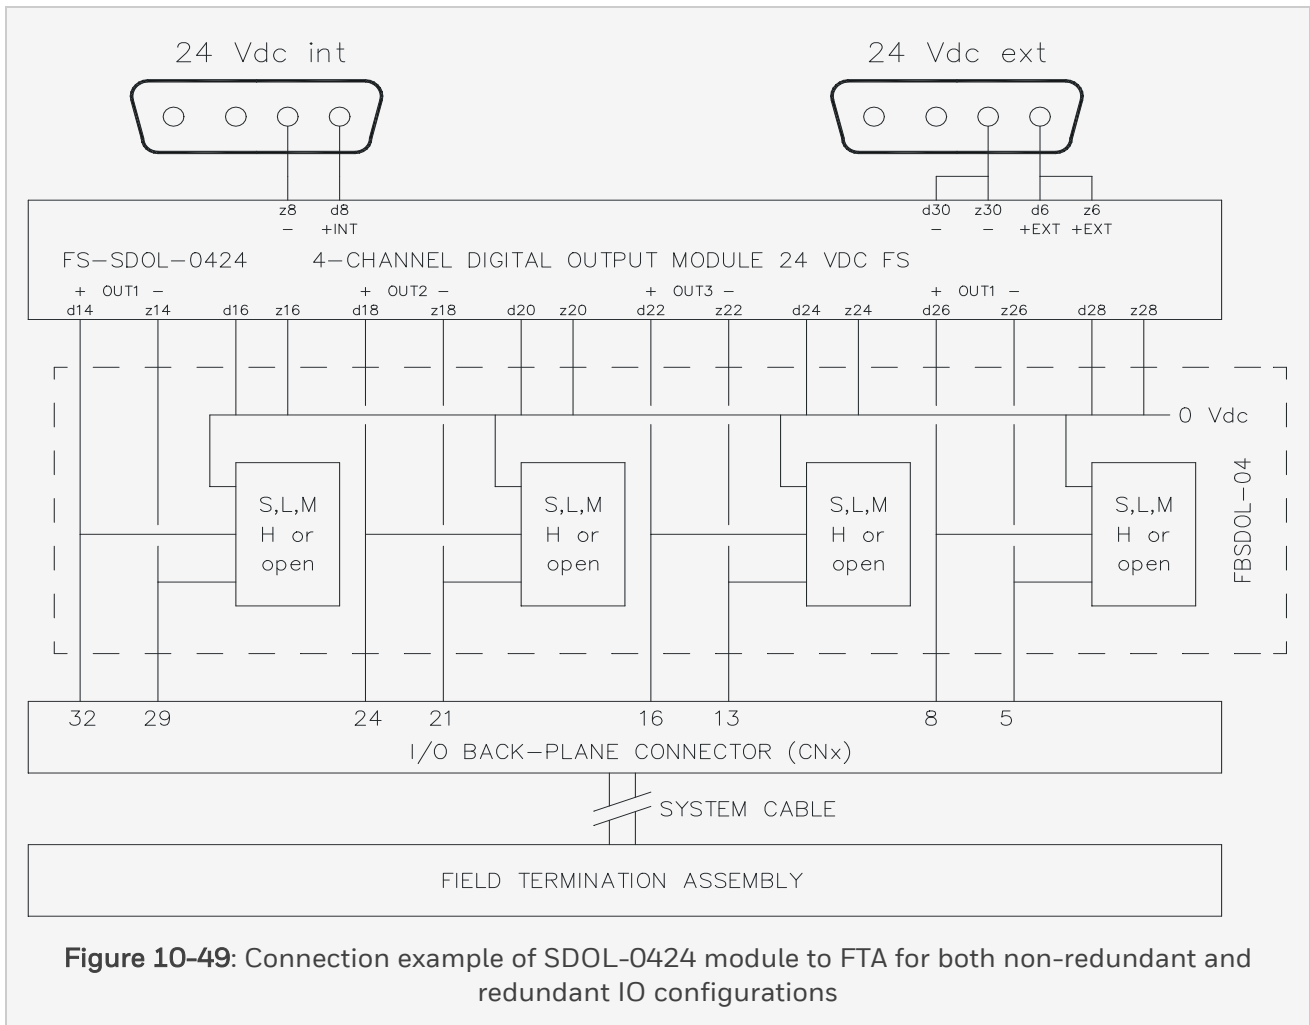 24 Vdc int 24 Vdc ext
z8 d8 d30 z30 d6 z6
− +INT − − +EXT +EXT
FS−SDOL−0424 4−CHANNEL DIGITAL OUTPUT MODULE 24 VDC FS
+ OUT1 − + OUT2 − + OUT3 − + OUT1 −
d14 z14 d16 z16 d18 z18 d20 z20 d22 z22 d24 z24 d26 z26 d28 z28
0 Vdc
S,L,M S,L,M S,L,M S,L,M
H or H or H or H or
open open open open
FBSDOL−04
32 29 24 21 16 13 8 5
I/O BACK−PLANE CONNECTOR (CNx)
SYSTEM CABLE
FIELD TERMINATION ASSEMBLY
Figure 10-49: Connection example of SDOL-0424 module to FTA for both non-redundant and
redundant IO configurations